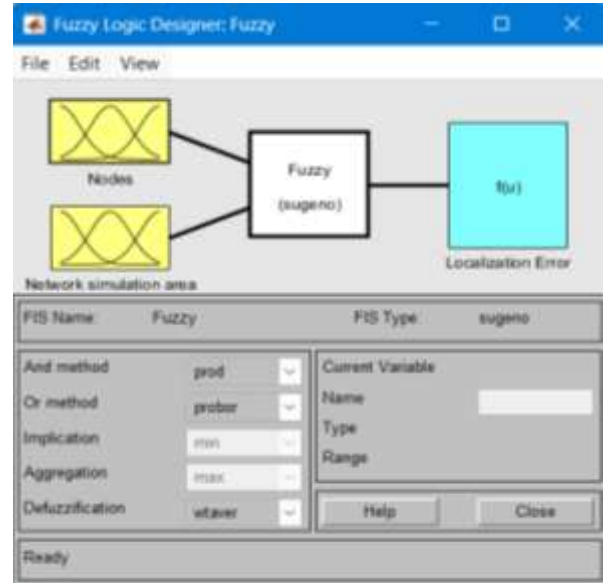 Fuzzy Logic Designer: Fuzzy
File Edit View
Nodes
Network simulation area
Fuzzy
(sugeno)
f(u)
Localization Error
FIS Name: Fuzzy FIS Type: sugeno
And method prod
Or method probor
Implication min
Aggregation max
Defuzzification wtaver
Current Variable
Name
Type
Range
Help Close
Ready